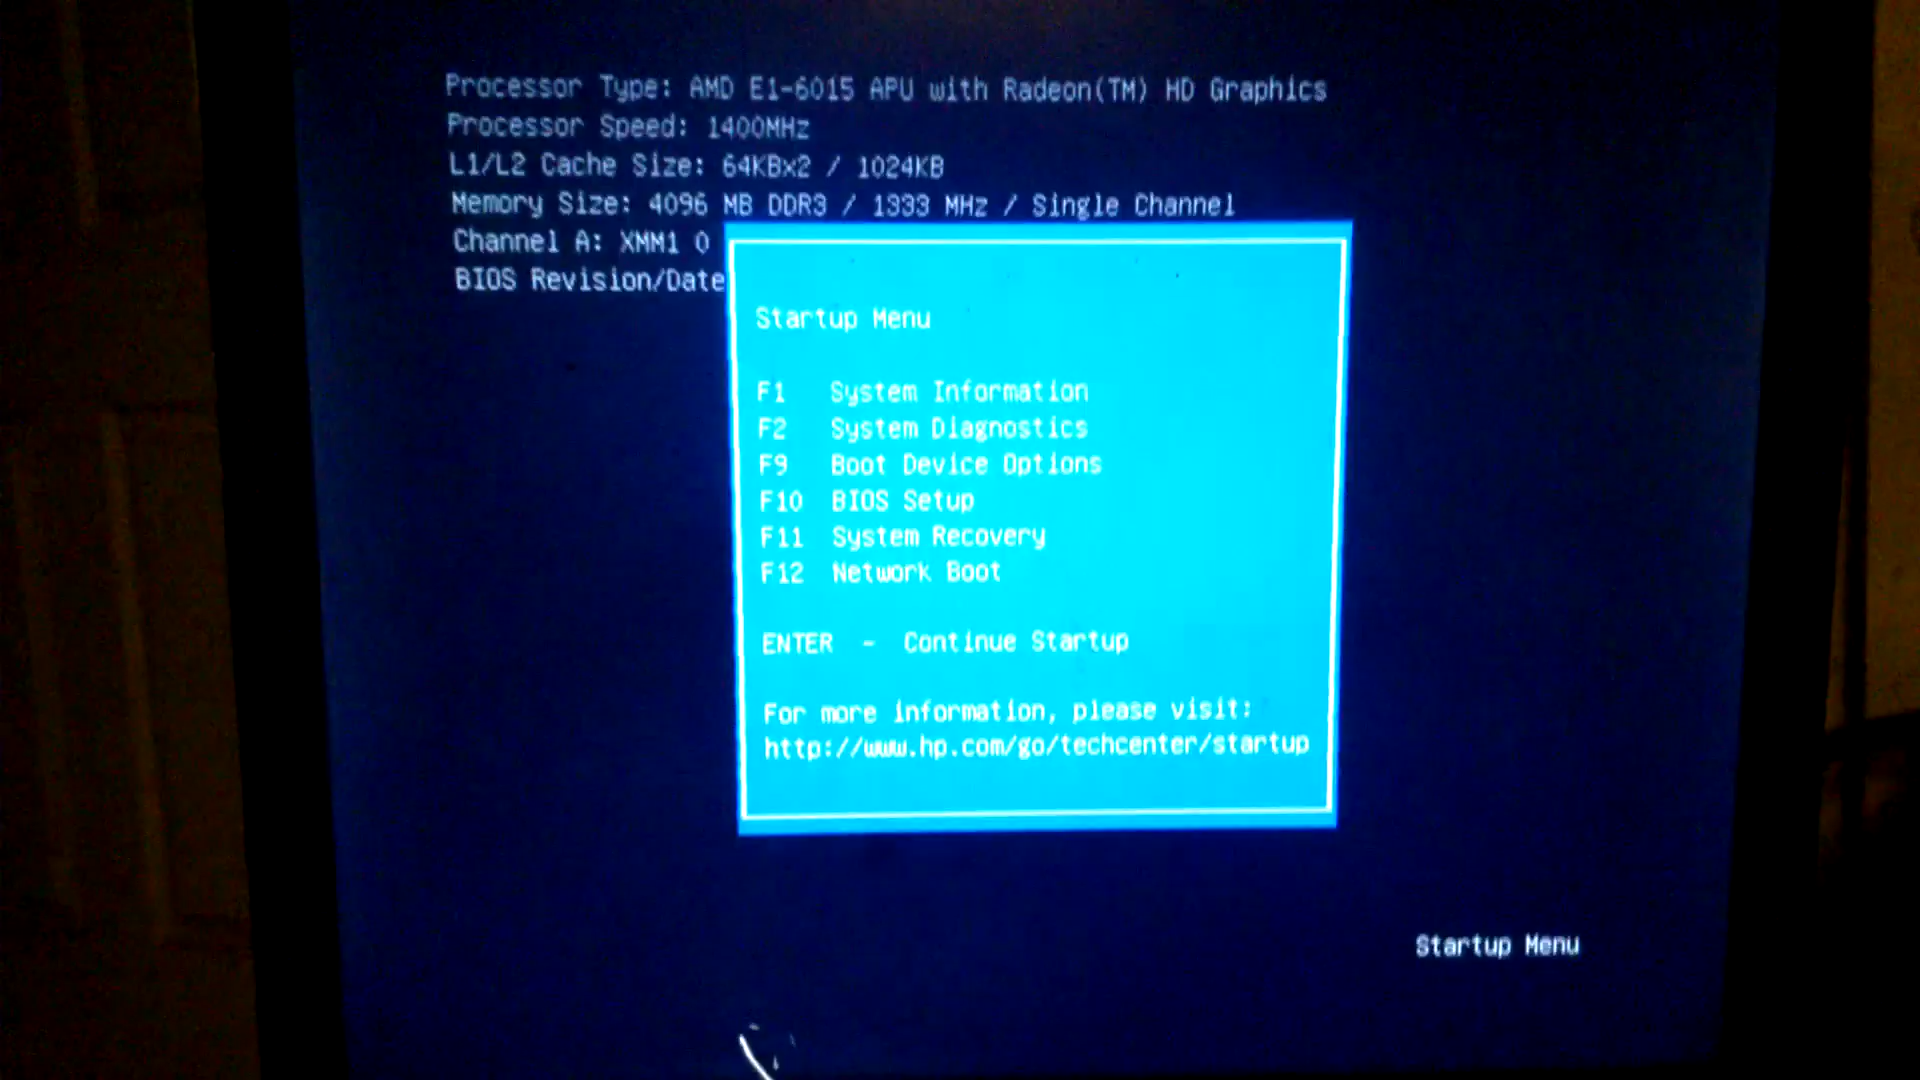 Processor Type: AMD E1-6015 APU with Radeon(TM) HD Graphics
Processor Speed: 1400MHz
L1/L2 Cache Size: 64KBx2 / 1024KB
Memory Size: 4096 MB DDR3 / 1333 MHz / Single Channel
Channel A: XMM1 0
BIOS Revision/Date
Startup Menu
F1 System Information
F2 System Diagnostics
F9 Boot Device Options
F10 BIOS Setup
F11 System Recovery
F12 Network Boot
ENTER - Continue Startup
For more information, please visit:
http://www.hp.com/go/techcenter/startup
Startup Menu